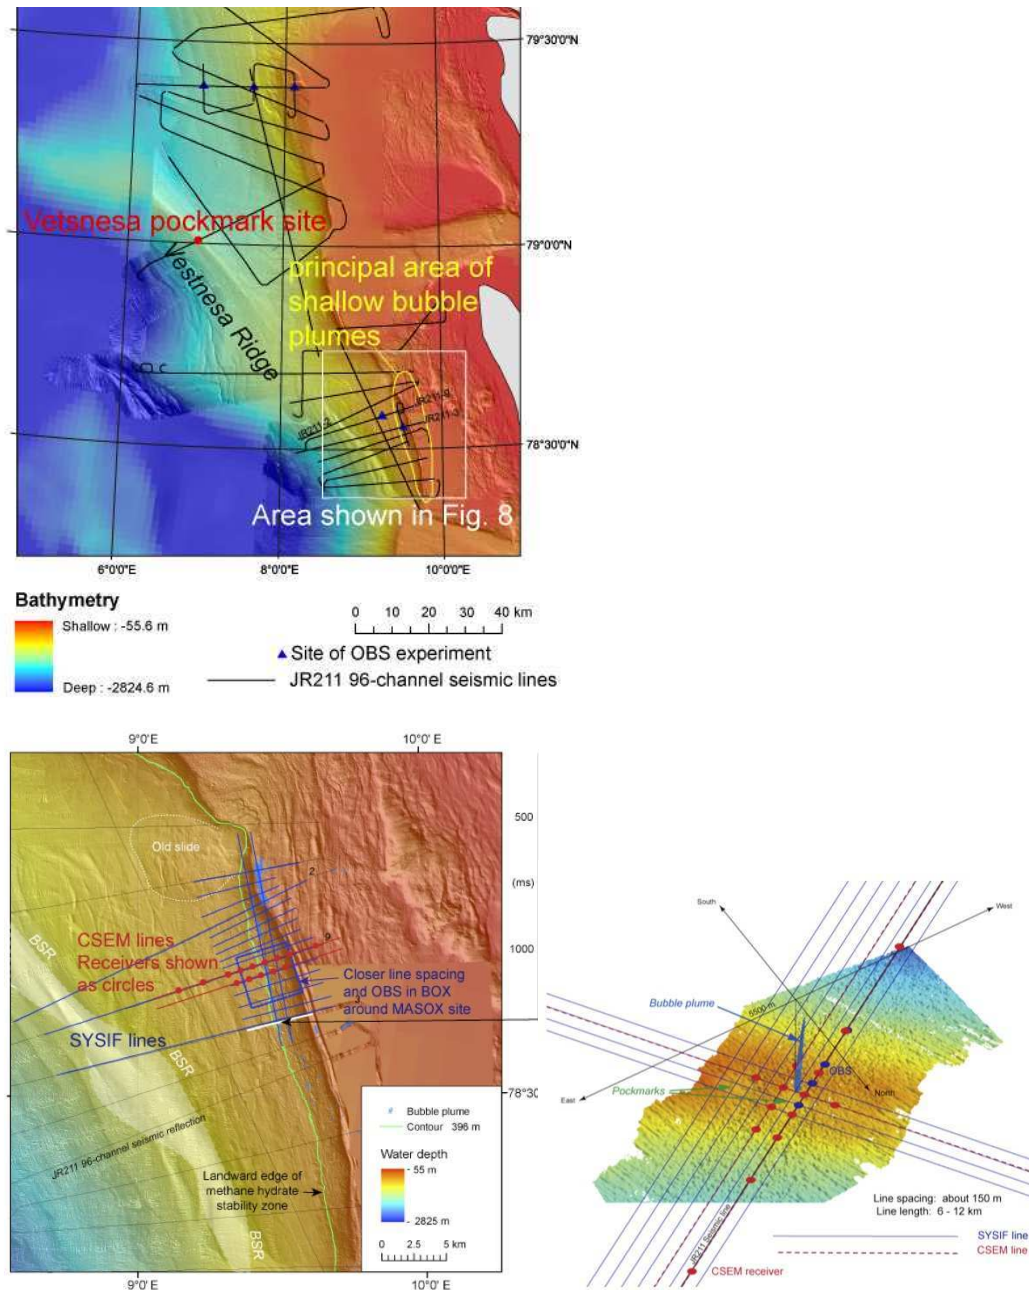 79°30'0"N
Vetsnesa pockmark site
79°0'0"N
principal area of
shallow bubble
plumes
Vestnesa Ridge
JR211-g
JR211-3
JR211-2
78°30'0"N
Area shown in Fig. 8
6°0'0"E
8°0'0"E
10°0'0"E
Bathymetry
Shallow : -55.6 m
Deep : -2824.6 m
0 10 20 30 40 km
Site of OBS experiment
JR211 96-channel seismic lines
9°0' E
10°0' E
500
(ms)
1000
Old slide
2
9
BSR
CSEM lines
Receivers shown
as circles
Closer line spacing
and OBS in BOX
around MASOX site
SYSIF lines
BSR
78°30
JR211 96-channel seismic reflection
Landward edge of
methane hydrate
stability zone
BSR
BSR
Bubble plume
Contour 396 m
Water depth
- 55 m
- 2825 m
0 2.5 5 km
9°0' E
10°0' E
South
West
Bubble plume
550 m
OBS
Pockmarks
North
East
Line spacing: about 150 m
Line length: 6 - 12 km
JR211 Seismic line
SYSIF line
CSEM line
CSEM receiver